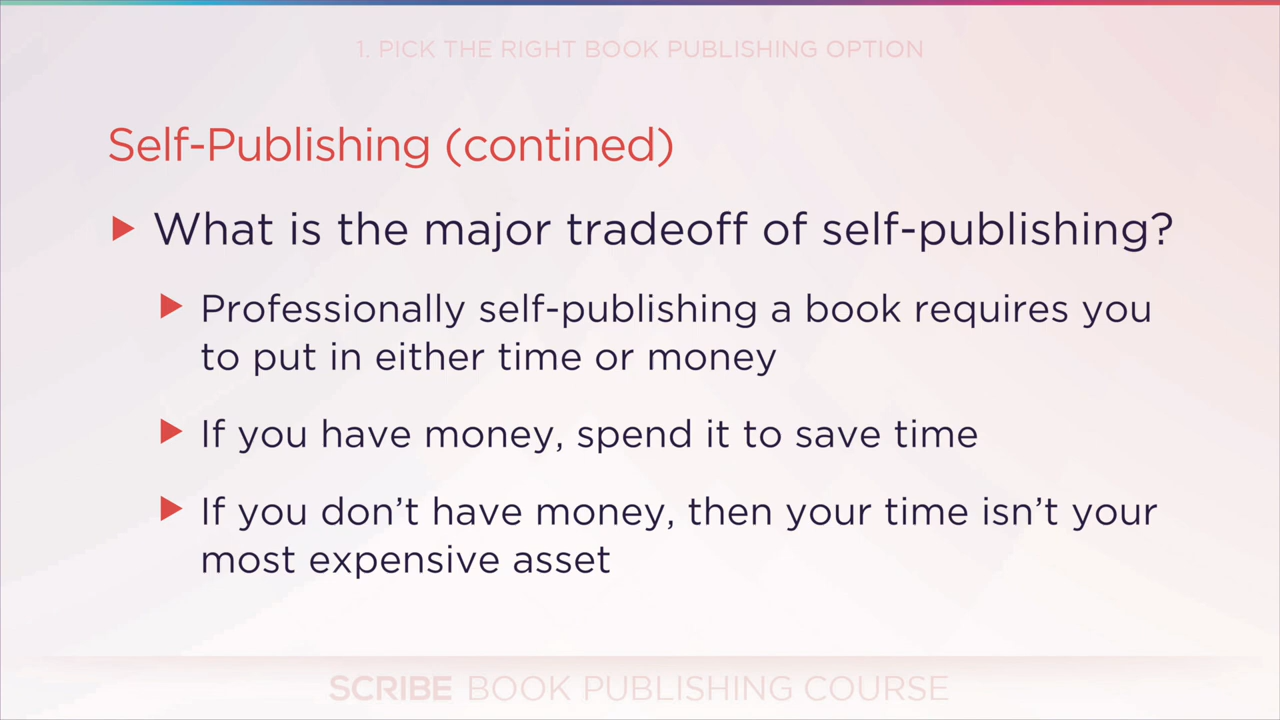 1. PICK THE RIGHT BOOK PUBLISHING OPTION
Self-Publishing (contined)
What is the major tradeoff of self-publishing?
Professionally self-publishing a book requires you
to put in either time or money
If you have money, spend it to save time
If you don’t have money, then your time isn’t your
most expensive asset
SCRIBE BOOK PUBLISHING COURSE